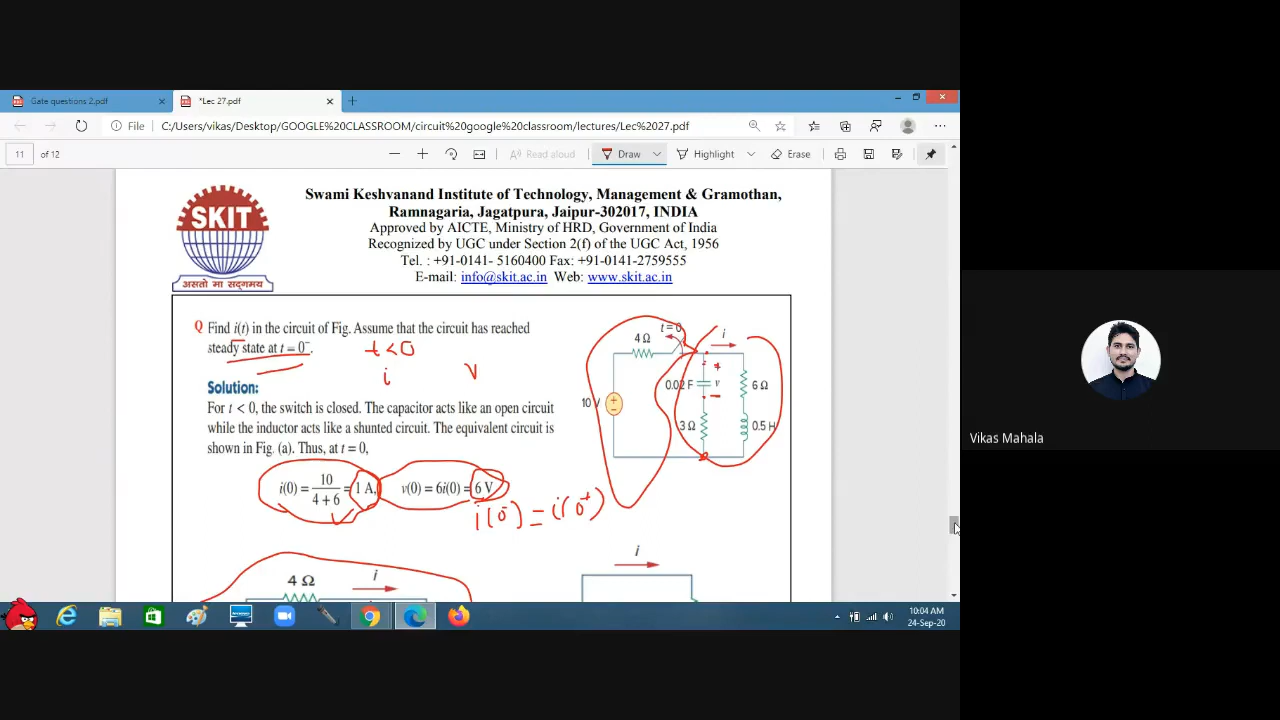 Gate questions 2.pdf
*Lec 27.pdf
File C:/Users/vikas/Desktop/GOOGLE%20CLASSROOM/circuit%20google%20classroom/lectures/Lec%2027.pdf
11 of 12
Read aloud Draw Highlight Erase
Swami Keshvanand Institute of Technology, Management & Gramothan,
Ramnagaria, Jagatpura, Jaipur-302017, INDIA
Approved by AICTE, Ministry of HRD, Government of India
Recognized by UGC under Section 2(f) of the UGC Act, 1956
Tel. : +91-0141- 5160400 Fax: +91-0141-2759555
E-mail: info@skit.ac.in Web: www.skit.ac.in
SKIT
असतो मा सद्गमय
Q Find i(t) in the circuit of Fig. Assume that the circuit has reached
steady state at t = 0⁻.
t < 0
i v
Solution:
For t < 0, the switch is closed. The capacitor acts like an open circuit
while the inductor acts like a shunted circuit. The equivalent circuit is
shown in Fig. (a). Thus, at t = 0,
i(0) = 10/(4 + 6) = 1 A, v(0) = 6i(0) = 6 V
i(0⁻) = i(0⁺)
t = 0
i
4 Ω
0.02 F
+
v
−
6 Ω
10 V
3 Ω
0.5 H
4 Ω
i
i
Vikas Mahala
10:04 AM
24-Sep-20